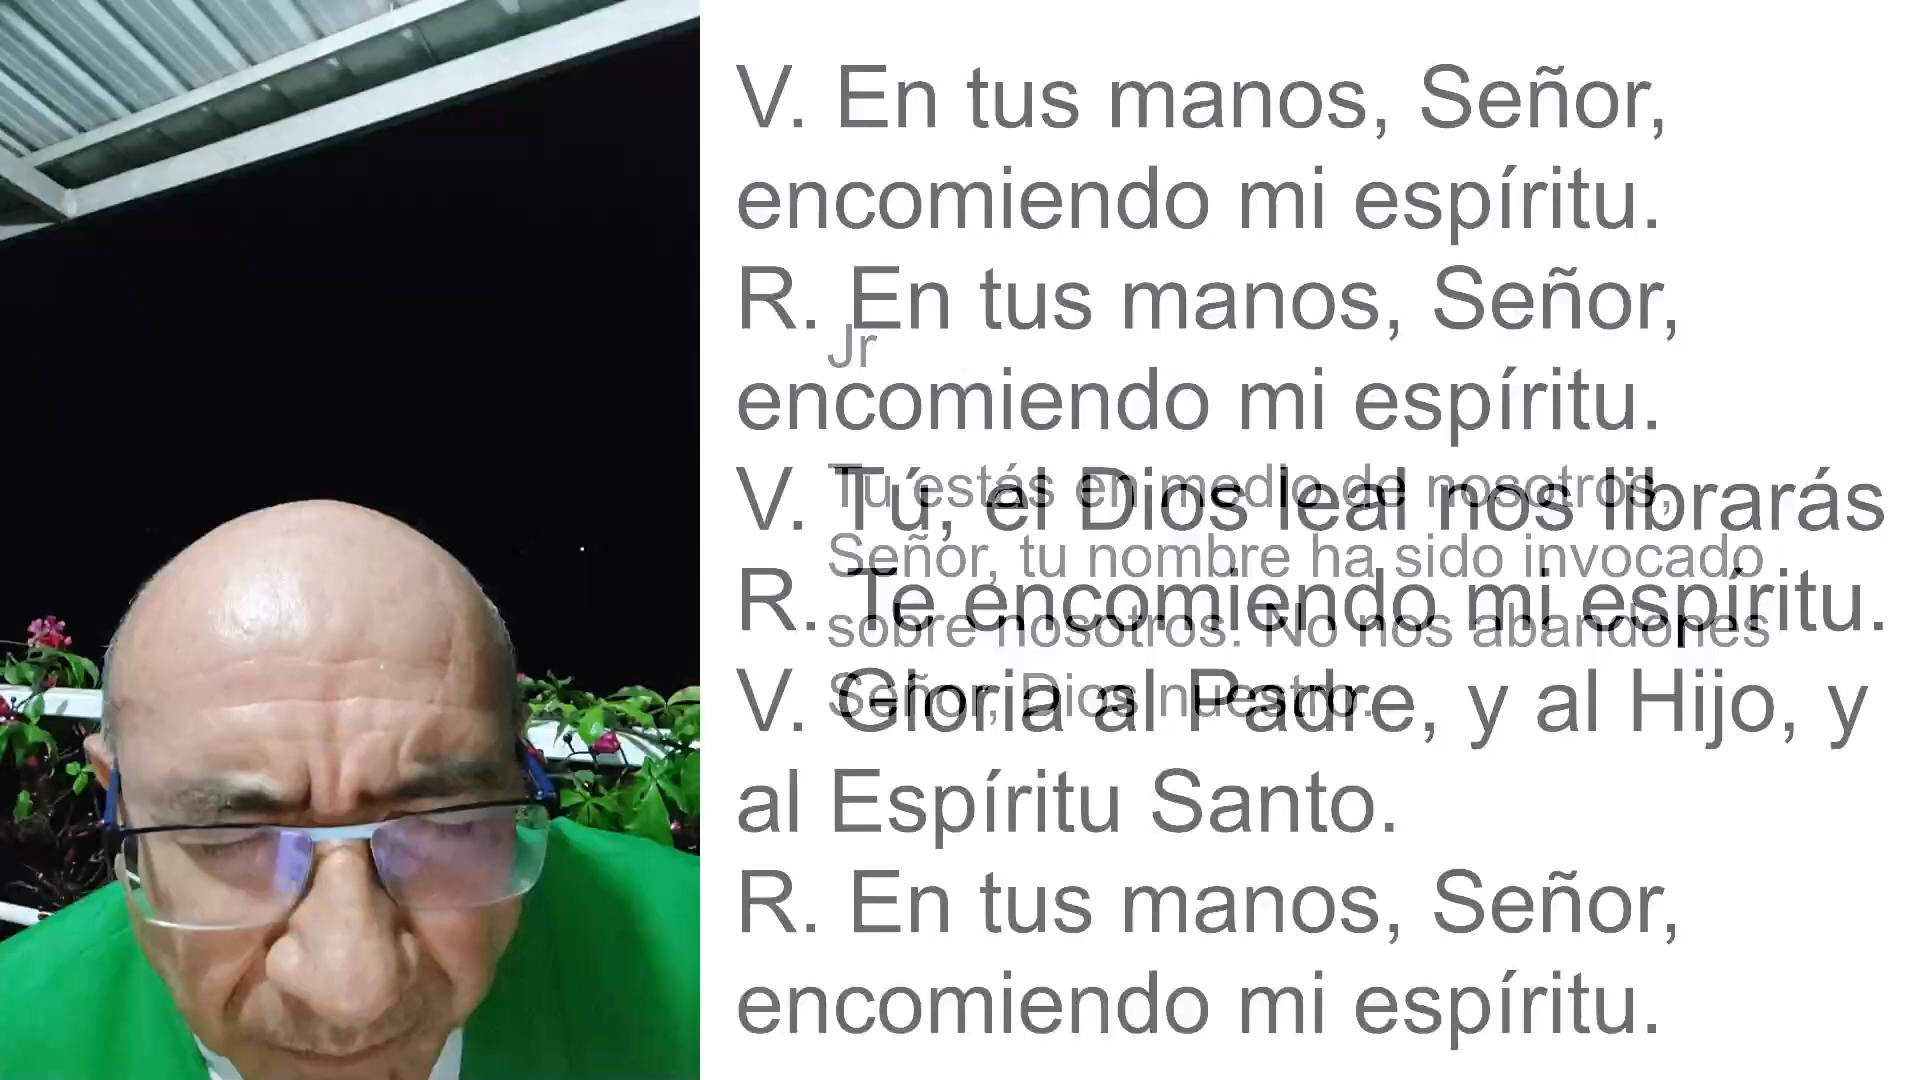 V. En tus manos, Señor,
encomiendo mi espíritu.
R. En tus manos, Señor,
Jr
encomiendo mi espíritu.
V. Tú, el Dios leal nos librarás
Tu estás en medio de nosotros,
Señor, tu nombre ha sido invocado
R. Te encomiendo mi espíritu.
sobre nosotros. No nos abandones
V. Gloria al Padre, y al Hijo, y
Señor, Dios nuestro.
al Espíritu Santo.
R. En tus manos, Señor,
encomiendo mi espíritu.